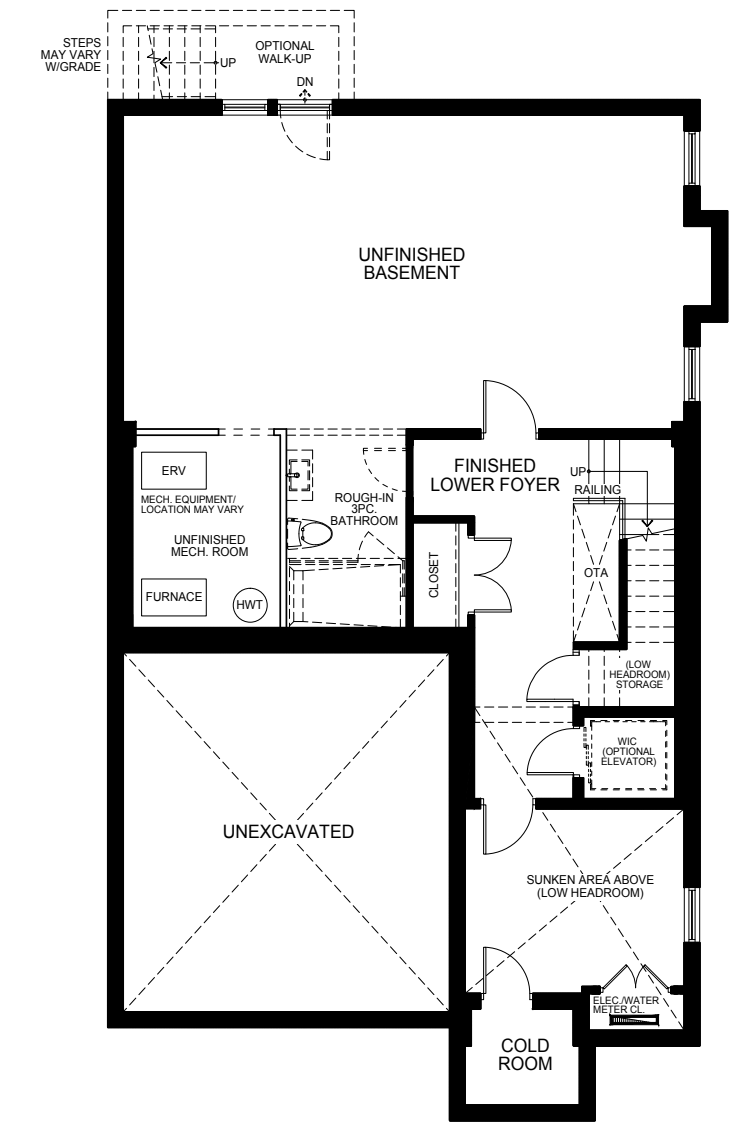 STEPS
MAY VARY
W/GRADE
UP
OPTIONAL
WALK-UP
DN
UNFINISHED
BASEMENT
ERV
MECH. EQUIPMENT/
LOCATION MAY VARY
UNFINISHED
MECH. ROOM
FURNACE
HWT
ROUGH-IN
3PC.
BATHROOM
FINISHED
LOWER FOYER
UP
RAILING
CLOSET
OTA
(LOW
HEADROOM)
STORAGE
WIC
(OPTIONAL
ELEVATOR)
UNEXCAVATED
SUNKEN AREA ABOVE
(LOW HEADROOM)
ELEC./WATER
METER CL.
COLD
ROOM